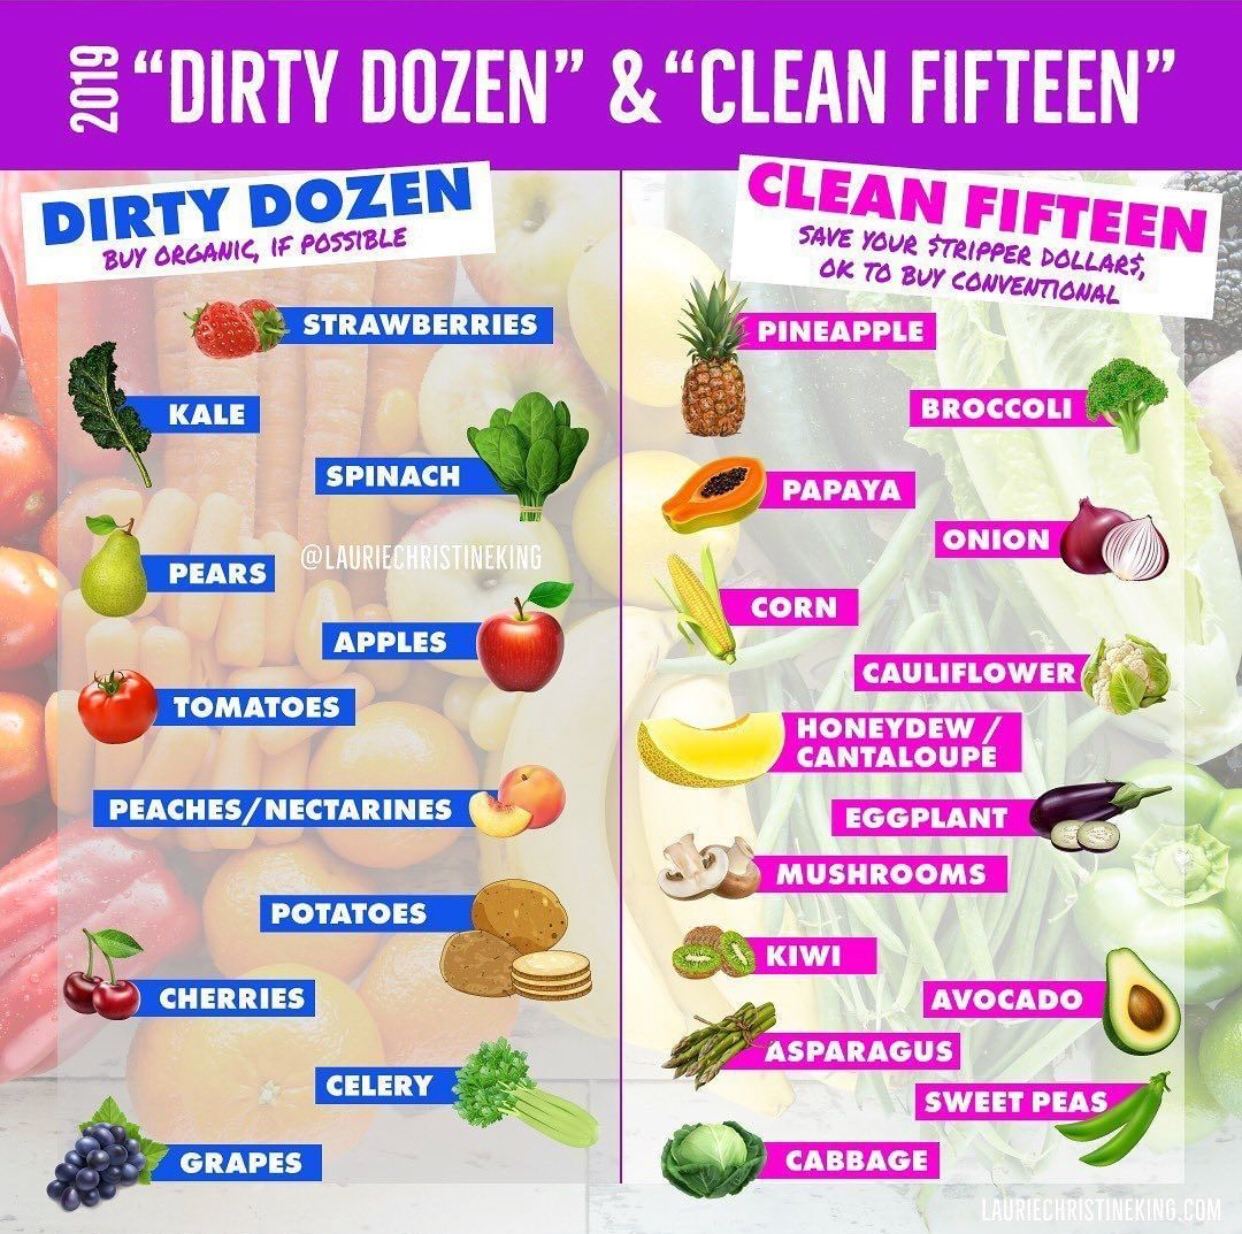 2019 “DIRTY DOZEN” & “CLEAN FIFTEEN”
DIRTY DOZEN
BUY ORGANIC, IF POSSIBLE
STRAWBERRIES
KALE
SPINACH
PEARS
@LAURIECHRISTINEKING
APPLES
TOMATOES
PEACHES/NECTARINES
POTATOES
CHERRIES
CELERY
GRAPES
CLEAN FIFTEEN
SAVE YOUR $TRIPPER DOLLAR$,
OK TO BUY CONVENTIONAL
PINEAPPLE
BROCCOLI
PAPAYA
ONION
CORN
CAULIFLOWER
HONEYDEW /
CANTALOUPE
EGGPLANT
MUSHROOMS
KIWI
AVOCADO
ASPARAGUS
SWEET PEAS
CABBAGE
LAURIECHRISTINEKING.COM